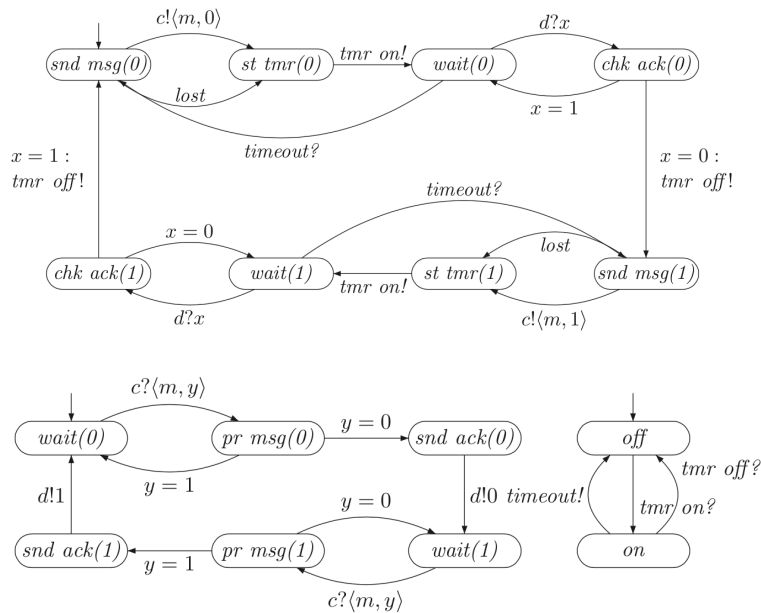 c!⟨m, 0⟩
d?x
snd msg(0)
st tmr(0)
tmr on!
wait(0)
chk ack(0)
lost
x = 1
timeout?
x = 1 :
tmr off!
x = 0 :
tmr off!
timeout?
x = 0
lost
chk ack(1)
wait(1)
tmr on!
st tmr(1)
snd msg(1)
d?x
c!⟨m, 1⟩
c?⟨m, y⟩
wait(0)
pr msg(0)
y = 0
snd ack(0)
y = 1
d!1
y = 0
d!0
snd ack(1)
y = 1
pr msg(1)
wait(1)
c?⟨m, y⟩
off
timeout!
tmr off?
tmr on?
on